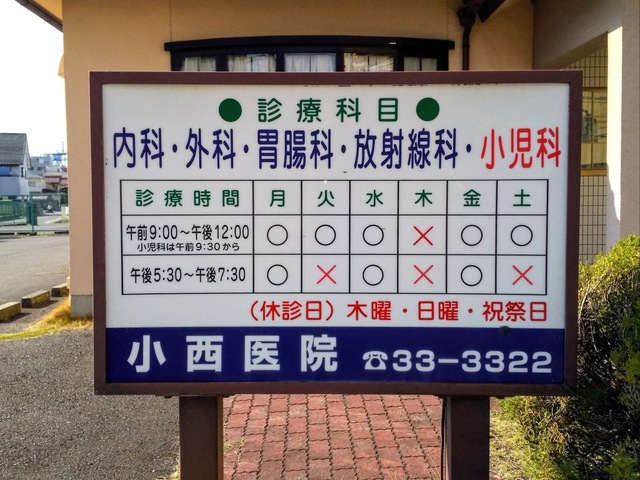 ●診療科目●
内科・外科・胃腸科・放射線科・小児科
診療時間 月 火 水 木 金 土
午前9:00～午後12:00 ○ ○ ○ × ○ ○
小児科は午前9:30から
午後5:30～午後7:30 ○ × ○ × ○ ×
（休診日）木曜・日曜・祝祭日
小西医院 ☎33-3322